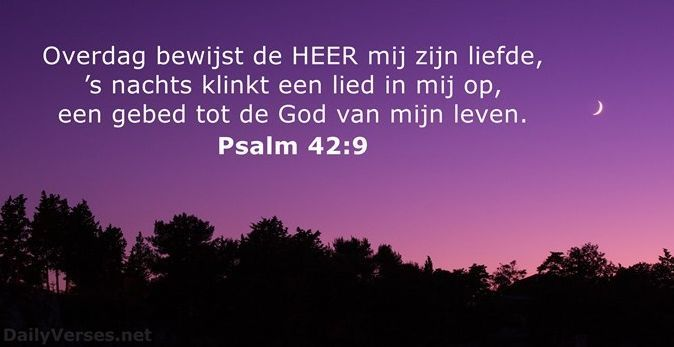 Overdag bewijst de HEER mij zijn liefde,
’s nachts klinkt een lied in mij op,
een gebed tot de God van mijn leven.
Psalm 42:9
DailyVerses.net